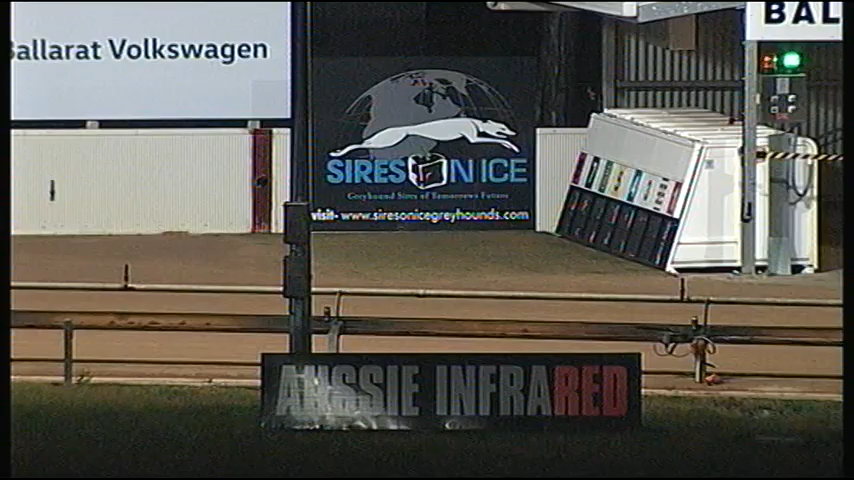 Ballarat Volkswagen
BAL
SIRES ON ICE
Greyhound Sires of Tomorrows Future
visit- www.siresonicegreyhounds.com
AUSSIE INFRARED